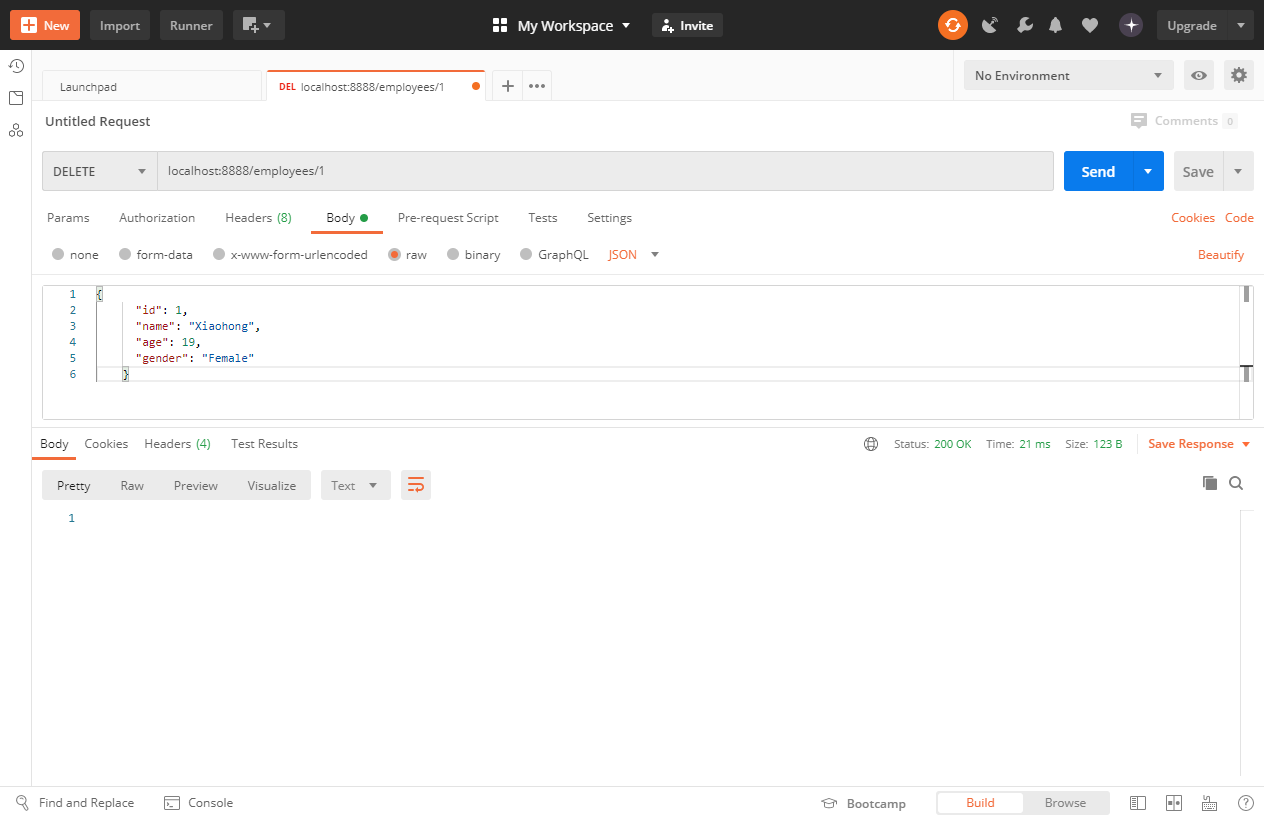 New Import Runner My Workspace Invite Upgrade
Launchpad DEL localhost:8888/employees/1 No Environment
Untitled Request Comments 0
DELETE localhost:8888/employees/1 Send Save
Params Authorization Headers (8) Body Pre-request Script Tests Settings Cookies Code
none form-data x-www-form-urlencoded raw binary GraphQL JSON Beautify
1 {
2 "id": 1,
3 "name": "Xiaohong",
4 "age": 19,
5 "gender": "Female"
6 }
Body Cookies Headers (4) Test Results Status: 200 OK Time: 21 ms Size: 123 B Save Response
Pretty Raw Preview Visualize Text
1
Find and Replace Console Bootcamp Build Browse